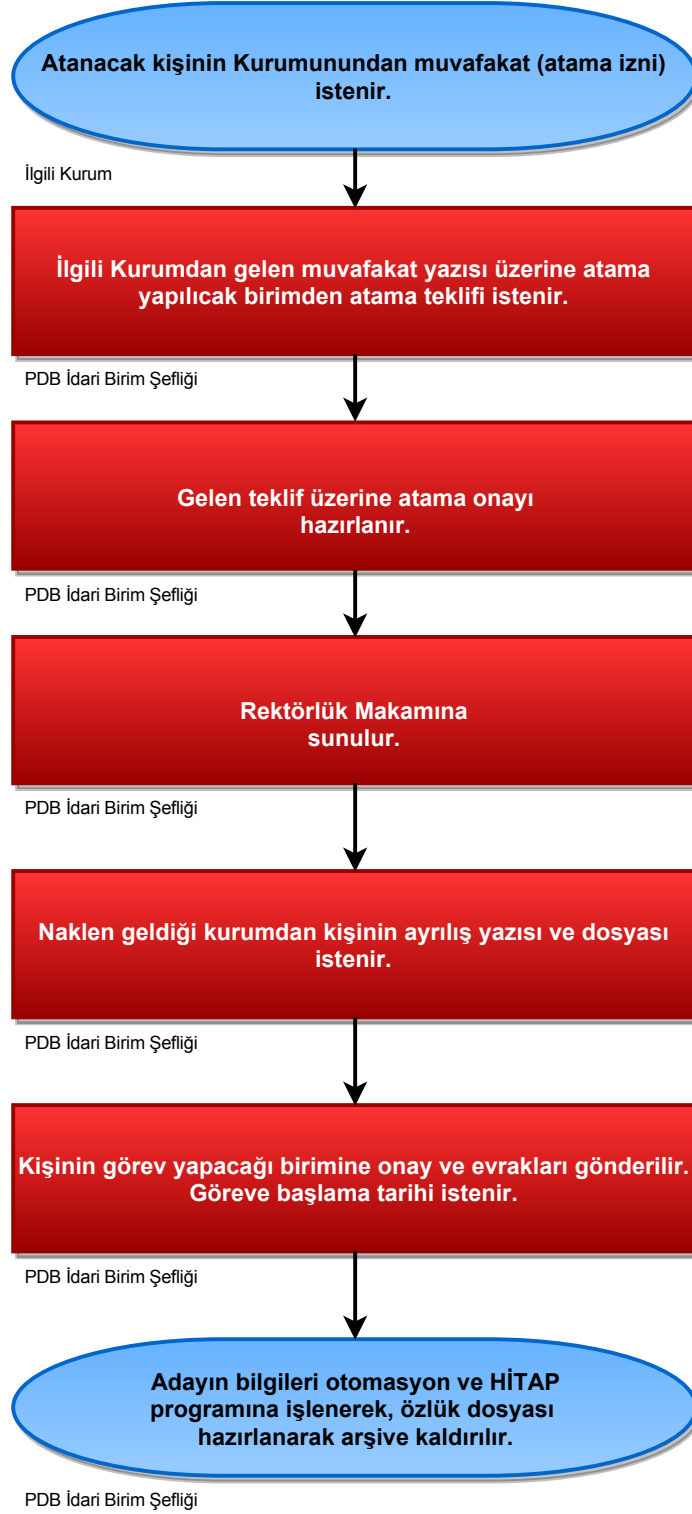 Atanacak kişinin Kurumunundan muvafakat (atama izni)
istenir.
İlgili Kurum
İlgili Kurumdan gelen muvafakat yazısı üzerine atama
yapılıcak birimden atama teklifi istenir.
PDB İdari Birim Şefliği
Gelen teklif üzerine atama onayı
hazırlanır.
PDB İdari Birim Şefliği
Rektörlük Makamına
sunulur.
PDB İdari Birim Şefliği
Naklen geldiği kurumdan kişinin ayrılış yazısı ve dosyası
istenir.
PDB İdari Birim Şefliği
Kişinin görev yapacağı birimine onay ve evrakları gönderilir.
Göreve başlama tarihi istenir.
PDB İdari Birim Şefliği
Adayın bilgileri otomasyon ve HİTAP
programına işlenerek, özlük dosyası
hazırlanarak arşive kaldırılır.
PDB İdari Birim Şefliği